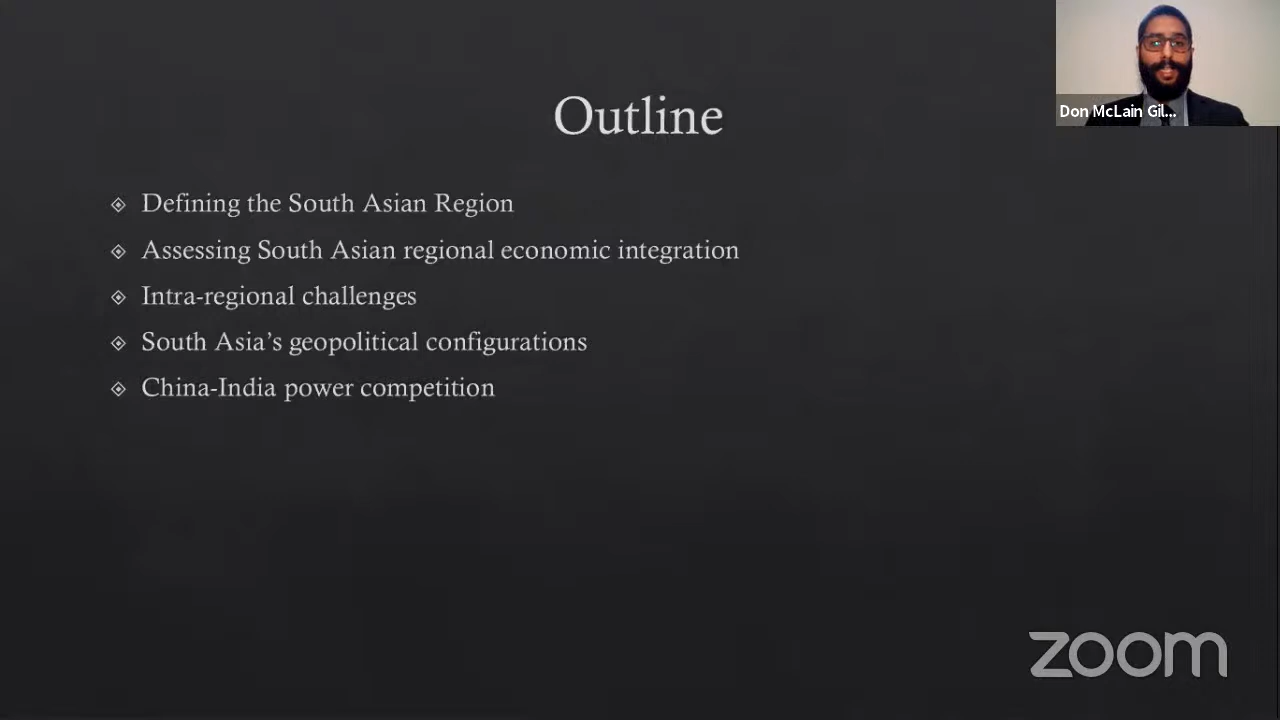 Outline
Defining the South Asian Region
Assessing South Asian regional economic integration
Intra-regional challenges
South Asia’s geopolitical configurations
China-India power competition
Don McLain Gil...
zoom